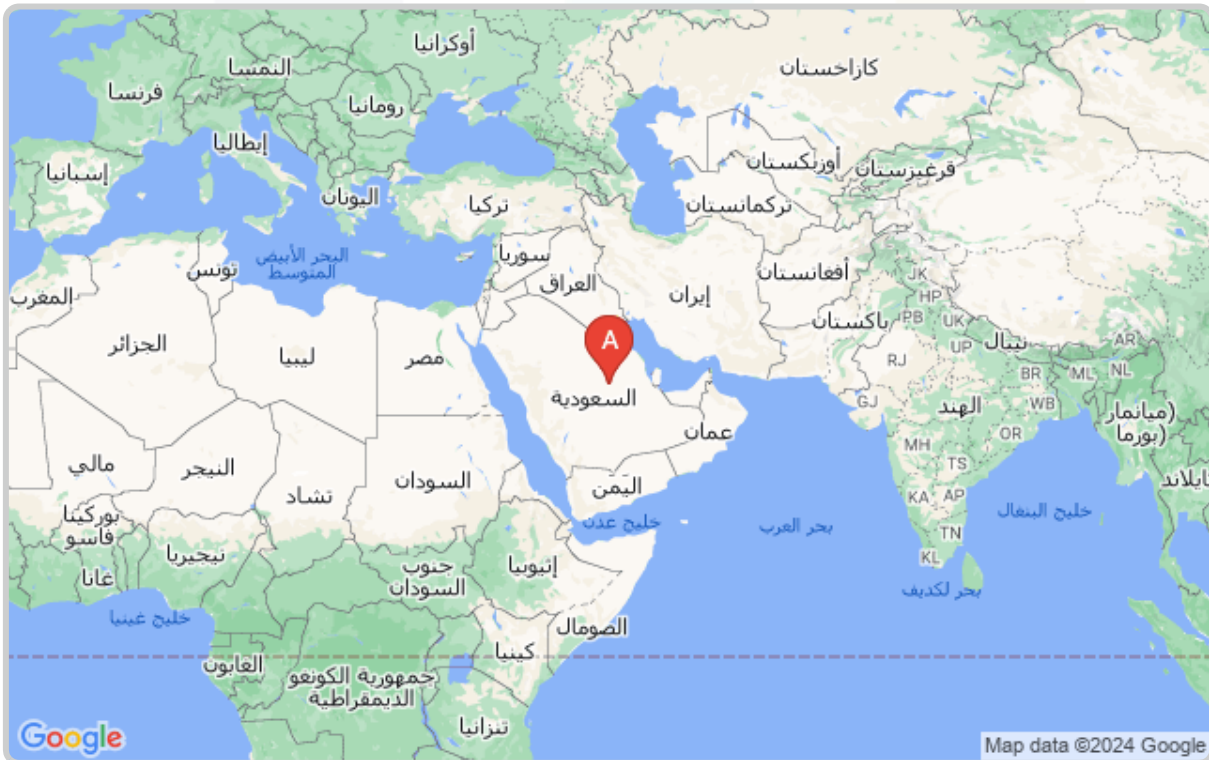 أوكرانيا
النمسا
كازاخستان
فرنسا
رومانيا
إيطاليا
أوزبكستان
قرغيزستان
إسبانيا
اليونان
تركيا
تركمانستان
البحر الأبيض
المتوسط
تونس
سوريا
أفغانستان
JK
العراق
إيران
HP
المغرب
باكستان
PB
UK
الجزائر
ليبيا
مصر
A
نيبال
AR
UP
RJ
BR
ML
NL
السعودية
GJ
الهند
WB
(ميانمار
بورما)
عمان
OR
MH
مالي
النيجر
تشاد
السودان
اليمن
TS
تايلاند
KA
AP
بوركينا
فاسو
خليج عدن
بحر العرب
خليج البنغال
TN
نيجيريا
KL
غانا
جنوب
السودان
إثيوبيا
بحر لكديف
خليج غينيا
الصومال
كينيا
الغابون
جمهورية الكونغو
الديمقراطية
تنزانيا
Google
Map data ©2024 Google